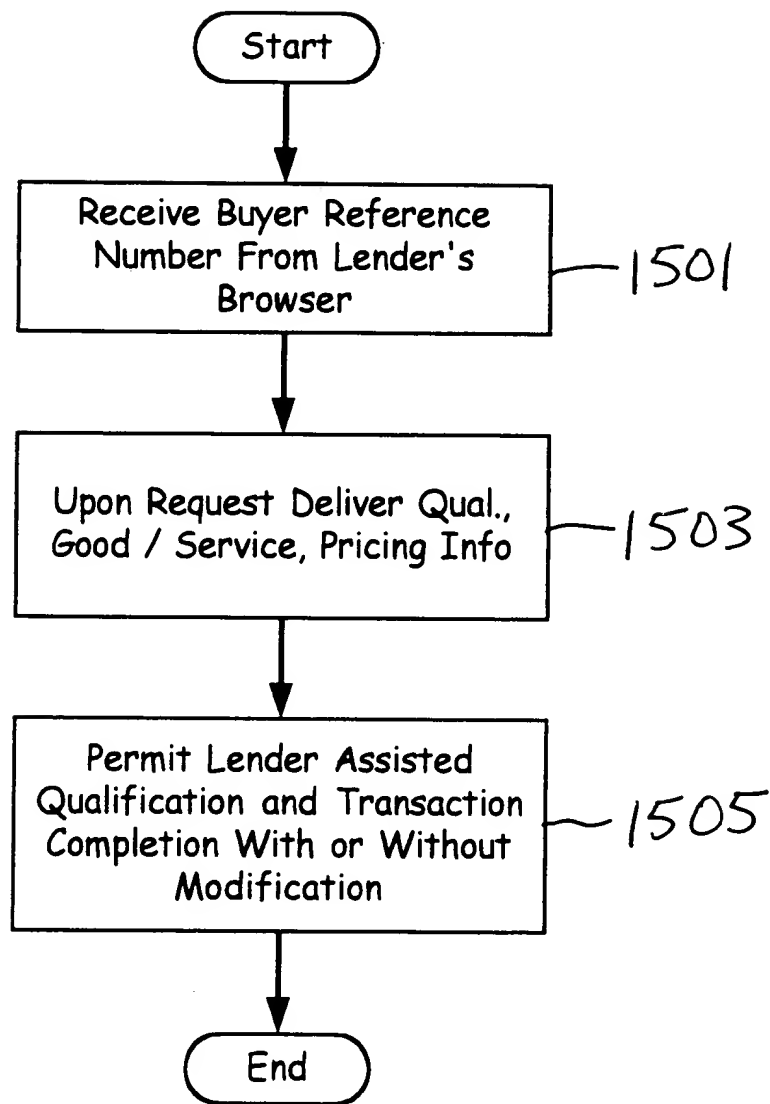 Start
Receive Buyer Reference
Number From Lender's
Browser
1501
Upon Request Deliver Qual.,
Good / Service, Pricing Info
1503
Permit Lender Assisted
Qualification and Transaction
Completion With or Without
Modification
1505
End